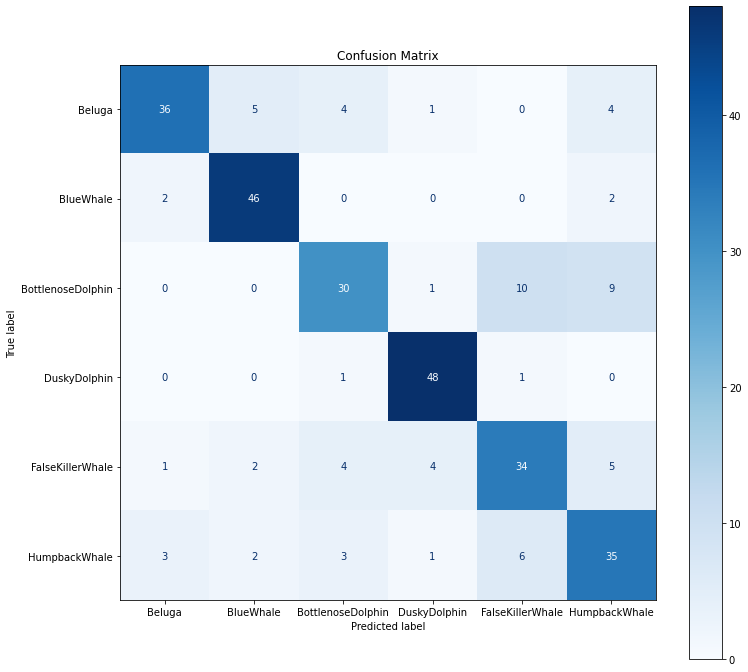 Confusion Matrix
Beluga 36 5 4 1 0 4
BlueWhale 2 46 0 0 0 2
BottlenoseDolphin 0 0 30 1 10 9
DuskyDolphin 0 0 1 48 1 0
FalseKillerWhale 1 2 4 4 34 5
HumpbackWhale 3 2 3 1 6 35
Beluga BlueWhale BottlenoseDolphin DuskyDolphin FalseKillerWhale HumpbackWhale
Predicted label
True label
40
30
20
10
0